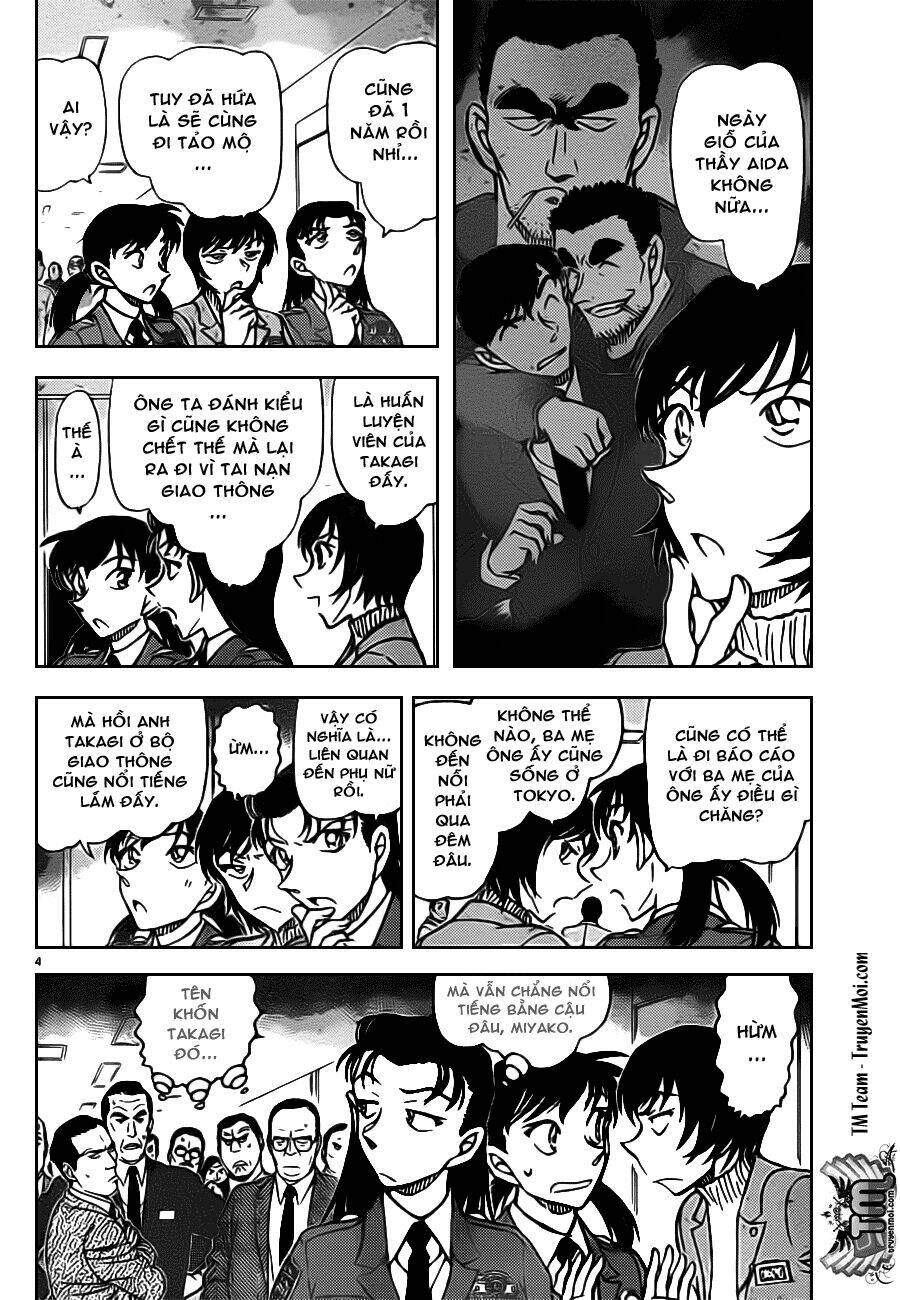 NGÀY
GIỖ CỦA
THẦY AIDA
KHÔNG
NỮA...
CŨNG
ĐÃ 1
NĂM RỒI
NHỈ...
TUY ĐÃ HỨA
LÀ SẼ CÙNG
ĐI TẢO MỘ
...
AI
VẬY?
LÀ HUẤN
LUYỆN
VIÊN CỦA
TAKAGI
ĐẤY.
ÔNG TA ĐÁNH KIỂU
GÌ CŨNG KHÔNG
CHẾT THẾ MÀ LẠI
RA ĐI VÌ TAI NẠN
GIAO THÔNG
...
THẾ
À
...
CŨNG CÓ THỂ
LÀ ĐI BÁO CÁO
VỚI BA MẸ CỦA
ÔNG ẤY ĐIỀU GÌ
CHĂNG?
KHÔNG THỂ
NÀO, BA MẸ
ÔNG ẤY CŨNG
SỐNG Ở
TOKYO.
KHÔNG
ĐẾN
NỖI
PHẢI
QUA
ĐÊM
ĐÂU.
VẬY CÓ
NGHĨA LÀ...
LIÊN QUAN
ĐẾN PHỤ NỮ
RỒI.
ỪM...
MÀ HỒI ANH
TAKAGI Ở BỘ
GIAO THÔNG
CŨNG NỔI TIẾNG
LẮM ĐẤY.
4
HỪM
...
MÀ VẪN CHẲNG NỔI
TIẾNG BẰNG CẬU
ĐÂU, MIYAKO.
TÊN
KHỐN
TAKAGI
ĐÓ...
TM Team - TruyenMoi.com
TM
truyenmoi.com